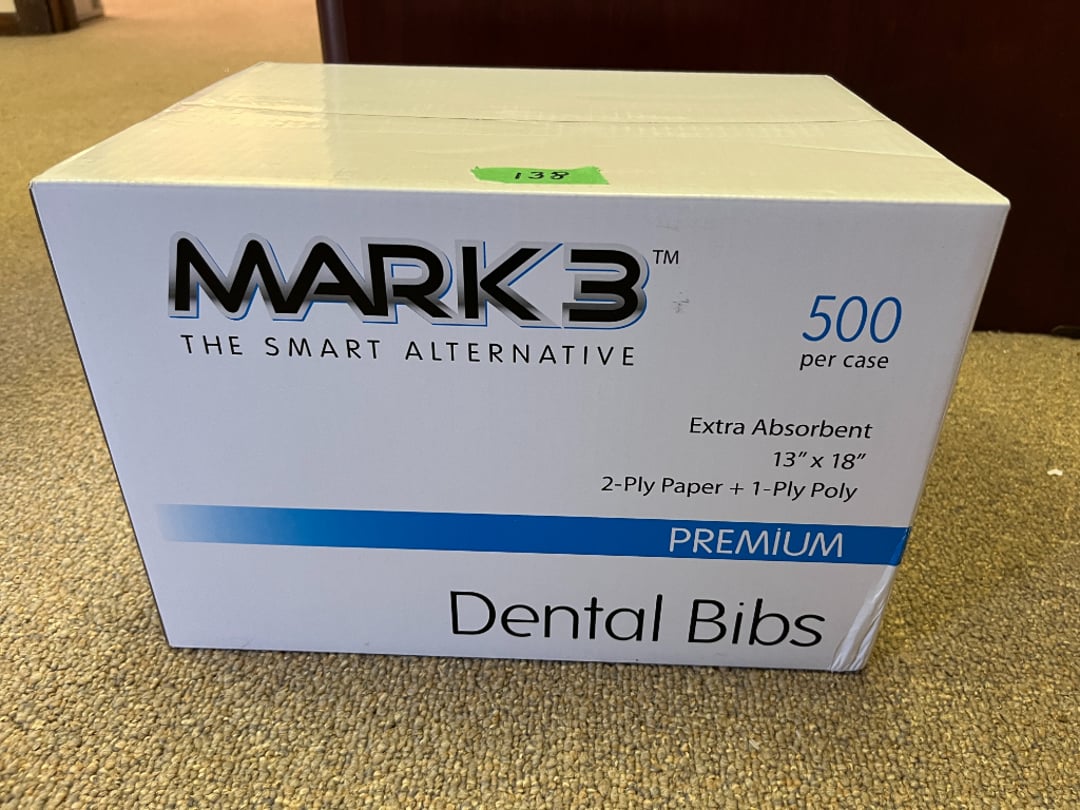 138
MARK3™
THE SMART ALTERNATIVE
500
per case
Extra Absorbent
13” x 18”
2-Ply Paper + 1-Ply Poly
PREMIUM
Dental Bibs